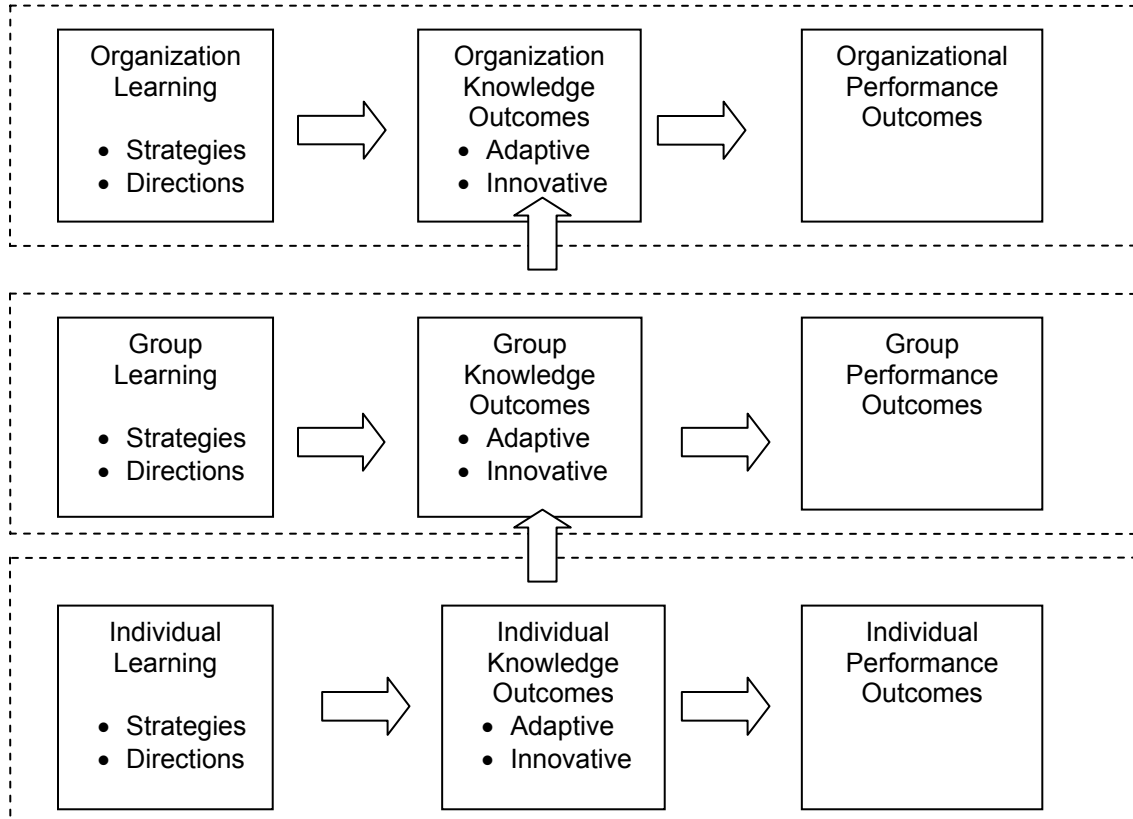 Organization
Learning
• Strategies
• Directions
Organization
Knowledge
Outcomes
• Adaptive
• Innovative
Organizational
Performance
Outcomes
Group
Learning
• Strategies
• Directions
Group
Knowledge
Outcomes
• Adaptive
• Innovative
Group
Performance
Outcomes
Individual
Learning
• Strategies
• Directions
Individual
Knowledge
Outcomes
• Adaptive
• Innovative
Individual
Performance
Outcomes